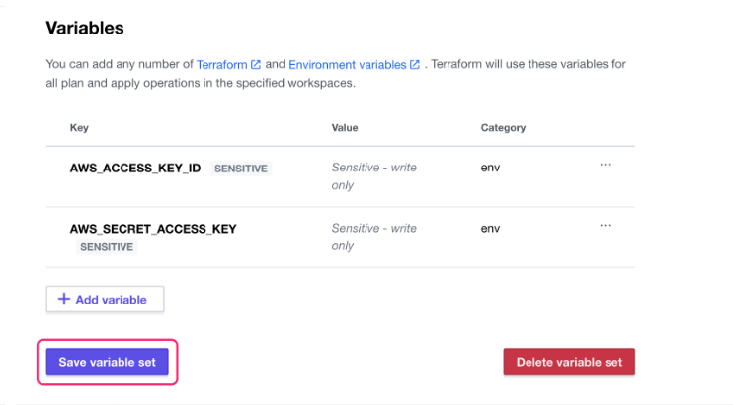 Variables
You can add any number of Terraform and Environment variables . Terraform will use these variables for
all plan and apply operations in the specified workspaces.
Key Value Category
AWS_ACCESS_KEY_ID SENSITIVE Sensitive - write env ...
only
AWS_SECRET_ACCESS_KEY Sensitive - write env ...
SENSITIVE only
+ Add variable
Save variable set Delete variable set